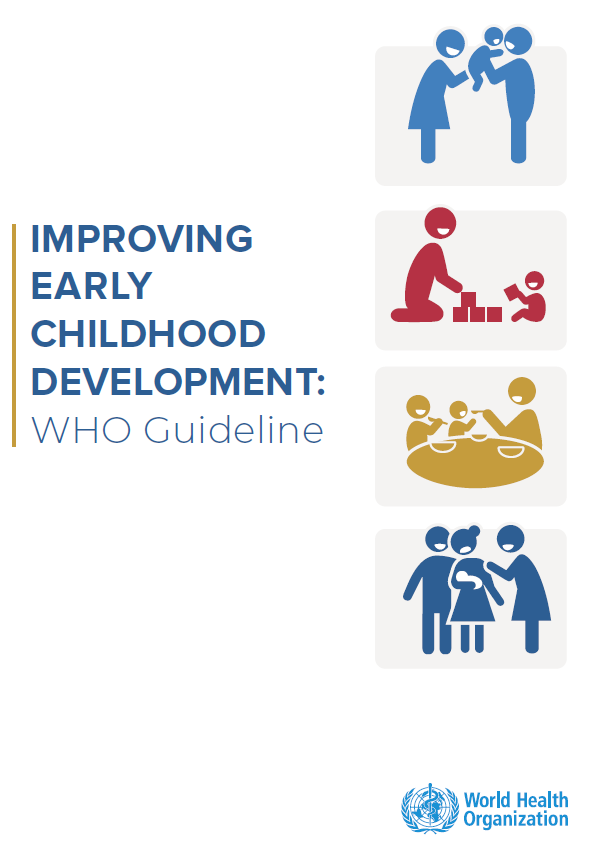 IMPROVING
EARLY
CHILDHOOD
DEVELOPMENT:
WHO Guideline
World Health
Organization